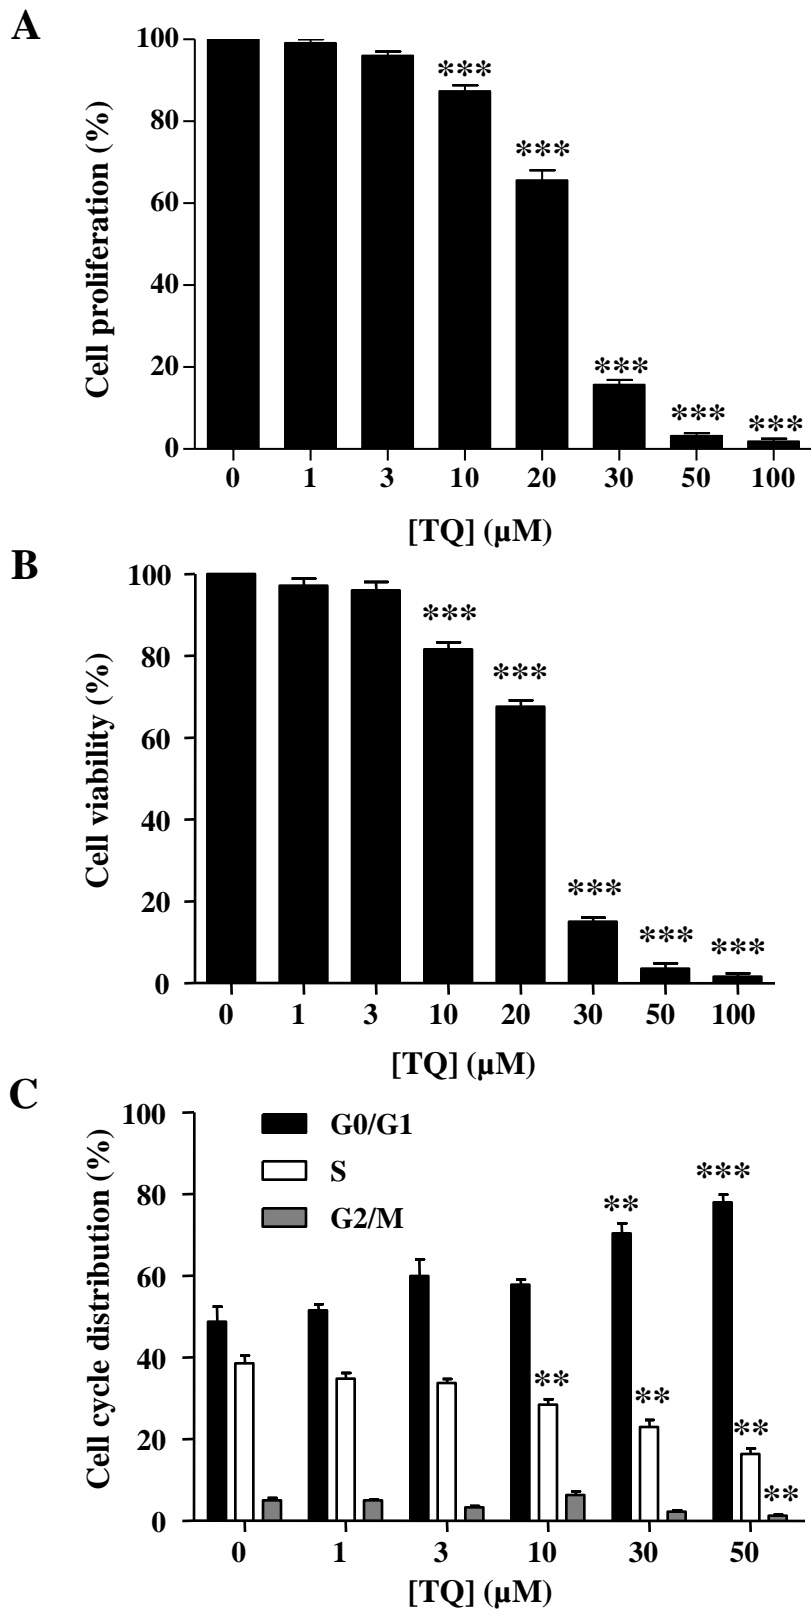 A
Cell proliferation (%)
100
80
60
40
20
0
***
***
***
***
***
0 1 3 10 20 30 50 100
[TQ] (µM)
B
Cell viability (%)
100
80
60
40
20
0
***
***
***
***
***
0 1 3 10 20 30 50 100
[TQ] (µM)
C
Cell cycle distribution (%)
100
80
60
40
20
0
G0/G1
S
G2/M
**
**
**
***
**
**
0 1 3 10 30 50
[TQ] (µM)